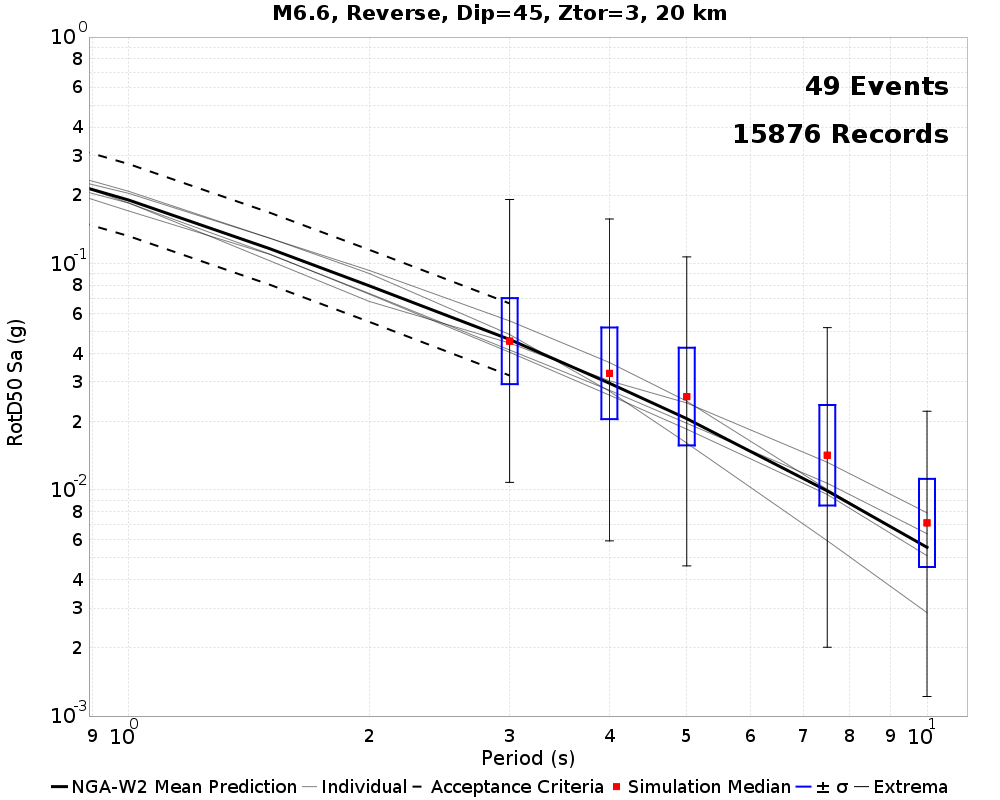 M6.6, Reverse, Dip=45, Ztor=3, 20 km
49 Events
15876 Records
RotD50 Sa (g)
10^0
8
6
4
3
2
10^-1
8
6
4
3
2
10^-2
8
6
4
3
2
10^-3
9 10^0 2 3 4 5 6 7 8 9 10^1
Period (s)
NGA-W2 Mean Prediction Individual Acceptance Criteria Simulation Median ± σ Extrema